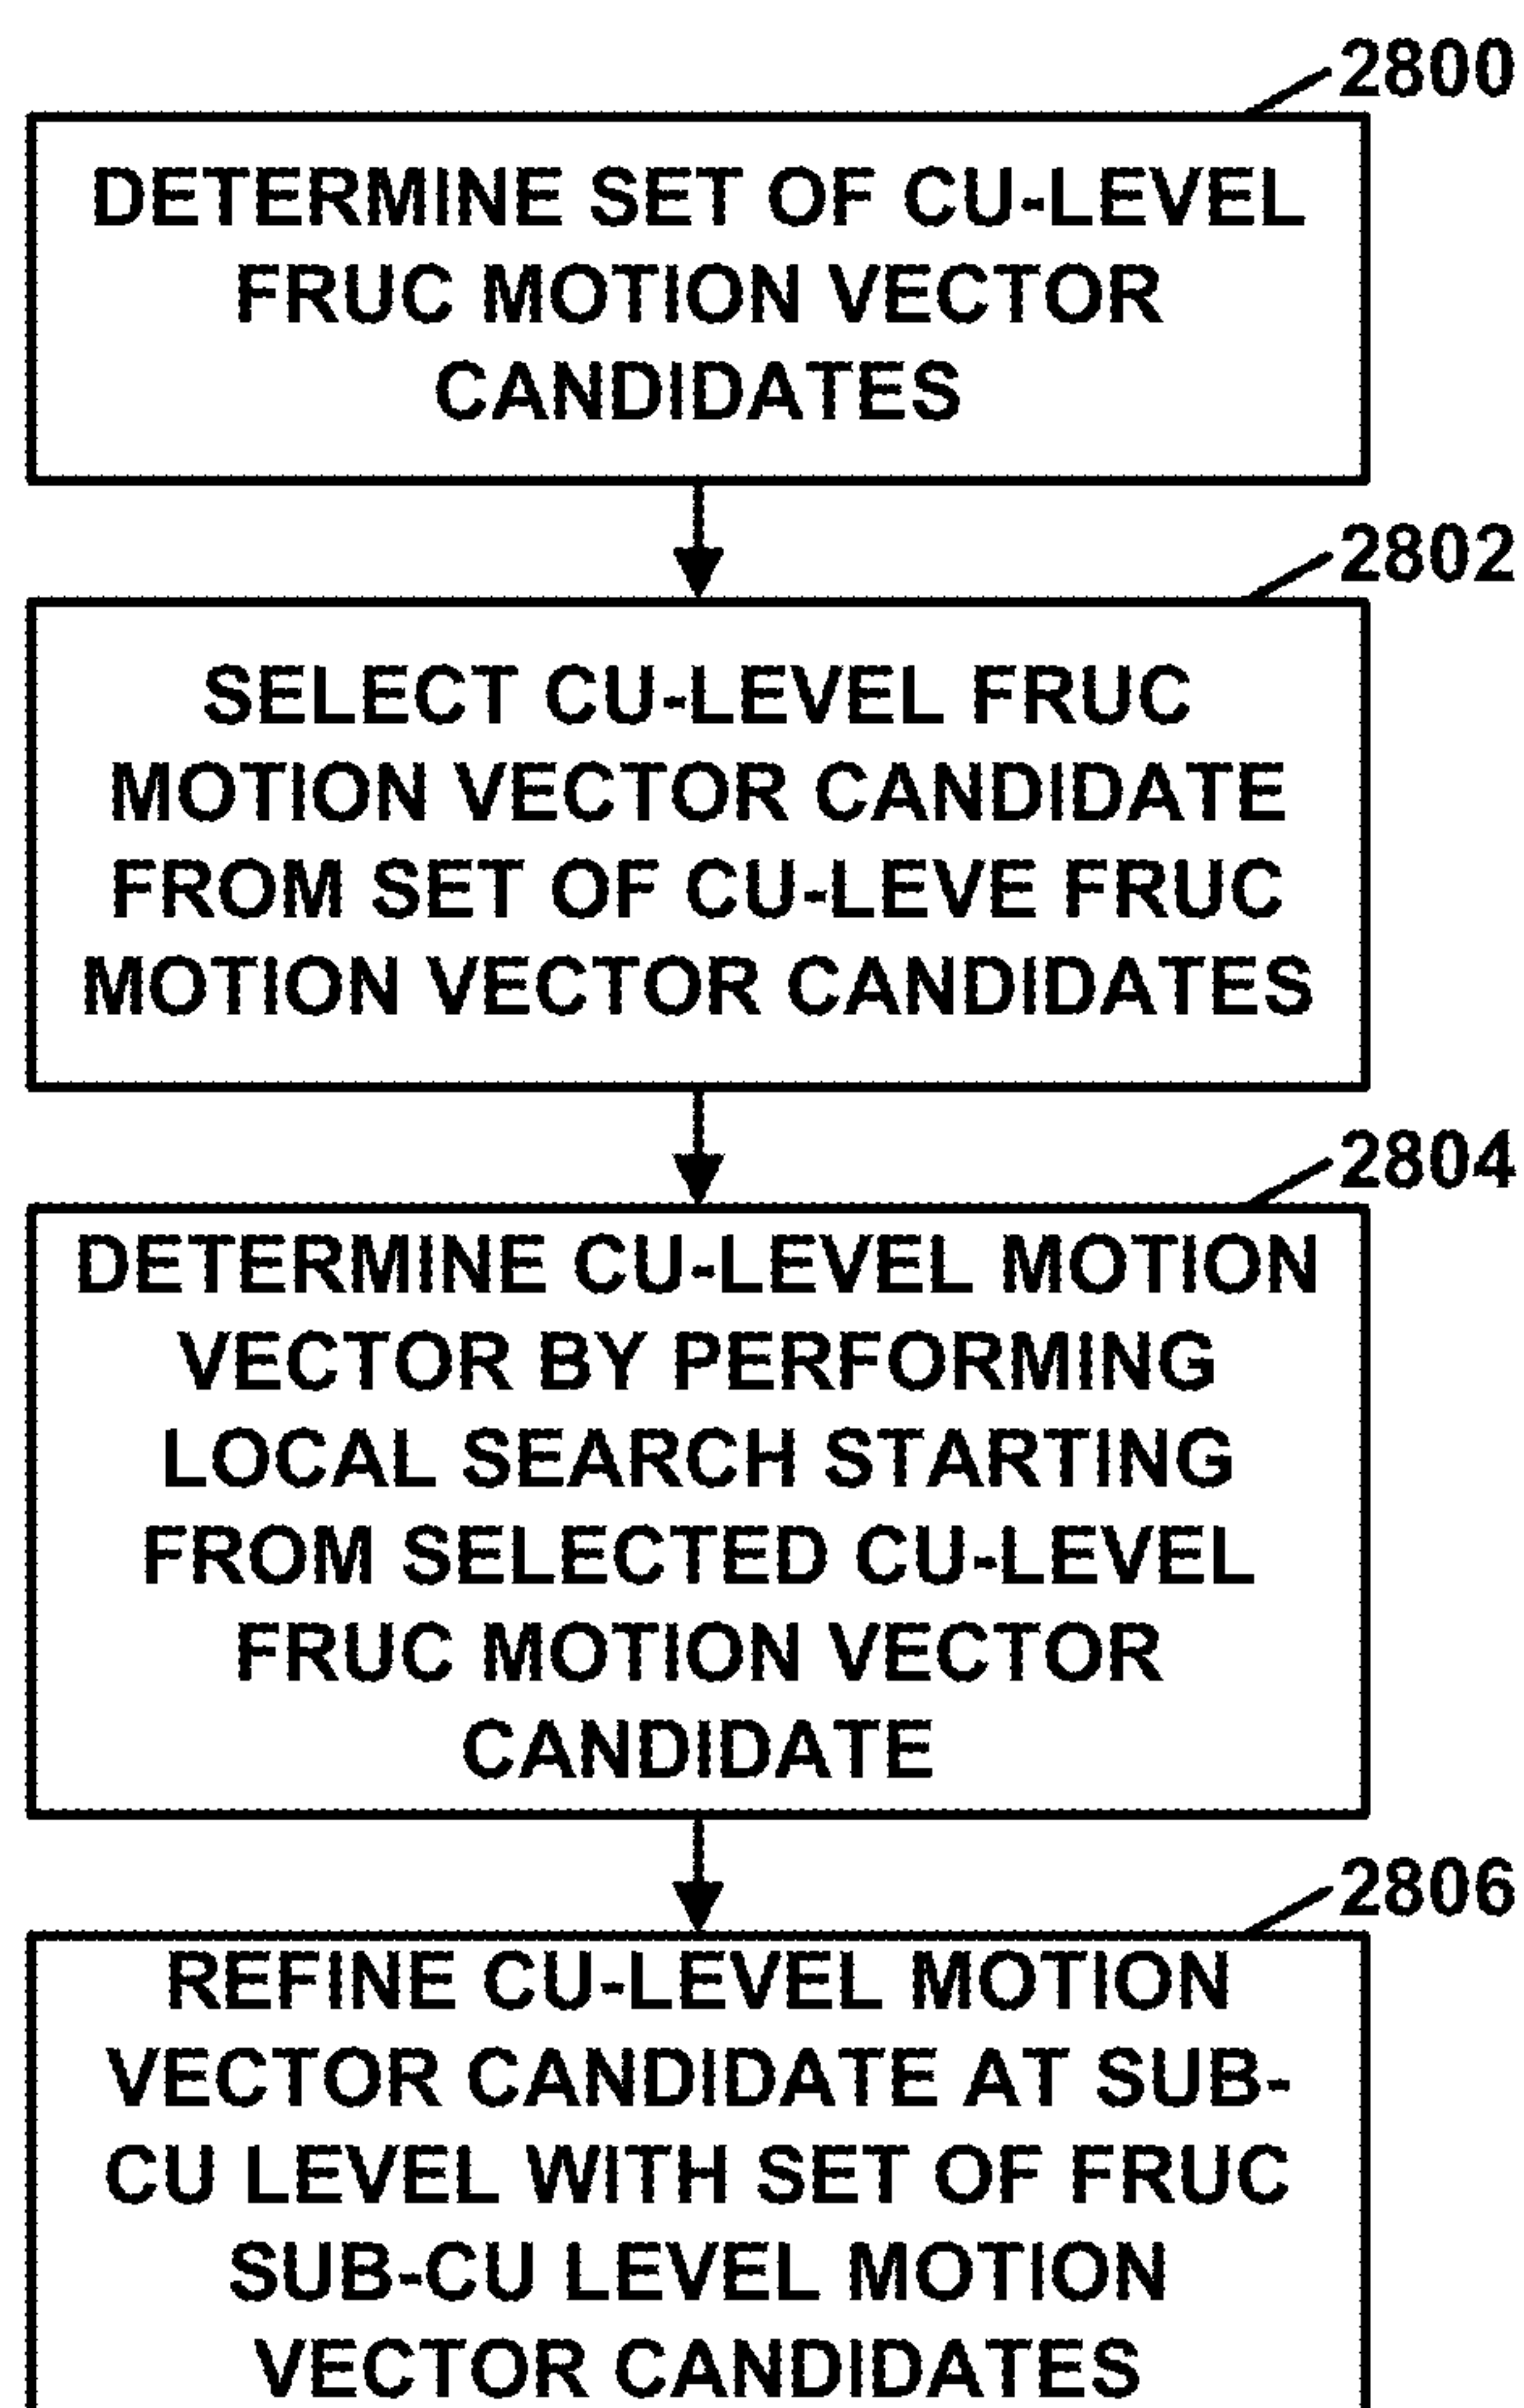 2800
DETERMINE SET OF CU-LEVEL
FRUC MOTION VECTOR
CANDIDATES
2802
SELECT CU-LEVEL FRUC
MOTION VECTOR CANDIDATE
FROM SET OF CU-LEVE FRUC
MOTION VECTOR CANDIDATES
2804
DETERMINE CU-LEVEL MOTION
VECTOR BY PERFORMING
LOCAL SEARCH STARTING
FROM SELECTED CU-LEVEL
FRUC MOTION VECTOR
CANDIDATE
2806
REFINE CU-LEVEL MOTION
VECTOR CANDIDATE AT SUB-
CU LEVEL WITH SET OF FRUC
SUB-CU LEVEL MOTION
VECTOR CANDIDATES